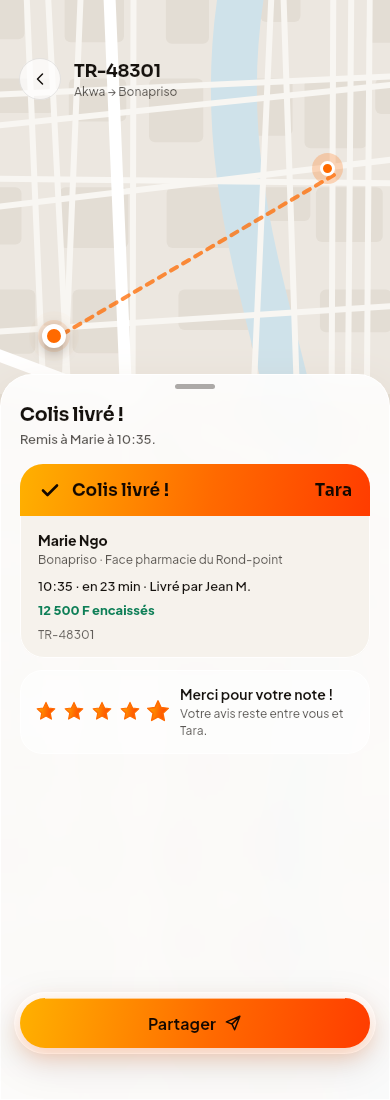 TR-48301
Akwa → Bonapriso
Colis livré !
Remis à Marie à 10:35.
Colis livré ! Tara
Marie Ngo
Bonapriso · Face pharmacie du Rond-point
10:35 · en 23 min · Livré par Jean M.
12 500 F encaissés
TR-48301
Merci pour votre note !
Votre avis reste entre vous et
Tara.
Partager